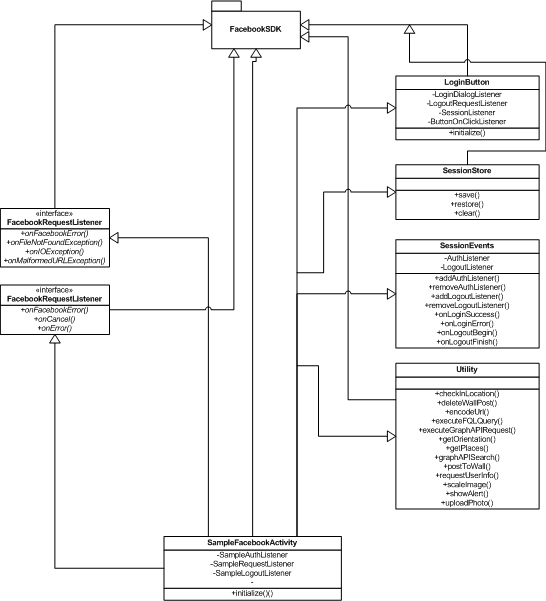 FacebookSDK
LoginButton
-LoginDialogListener
-LogoutRequestListener
-SessionListener
-ButtonOnClickListener
+initialize()
SessionStore
+save()
+restore()
+clear()
«interface»
FacebookRequestListener
+onFacebookError()
+onFileNotFoundException()
+onIOException()
+onMalformedURLException()
«interface»
FacebookRequestListener
+onFacebookError()
+onCancel()
+onError()
SessionEvents
-AuthListener
-LogoutListener
+addAuthListener()
+removeAuthListener()
+addLogoutListener()
+removeLogoutListener()
+onLoginSuccess()
+onLoginError()
+onLogoutBegin()
+onLogoutFinish()
Utility
+checkInLocation()
+deleteWallPost()
+encodeUrl()
+executeFQLQuery()
+executeGraphAPIRequest()
+getOrientation()
+getPlaces()
+graphAPISearch()
+postToWall()
+requestUserInfo()
+scaleImage()
+showAlert()
+uploadPhoto()
SampleFacebookActivity
-SampleAuthListener
-SampleRequestListener
-SampleLogoutListener
-
+initialize()()